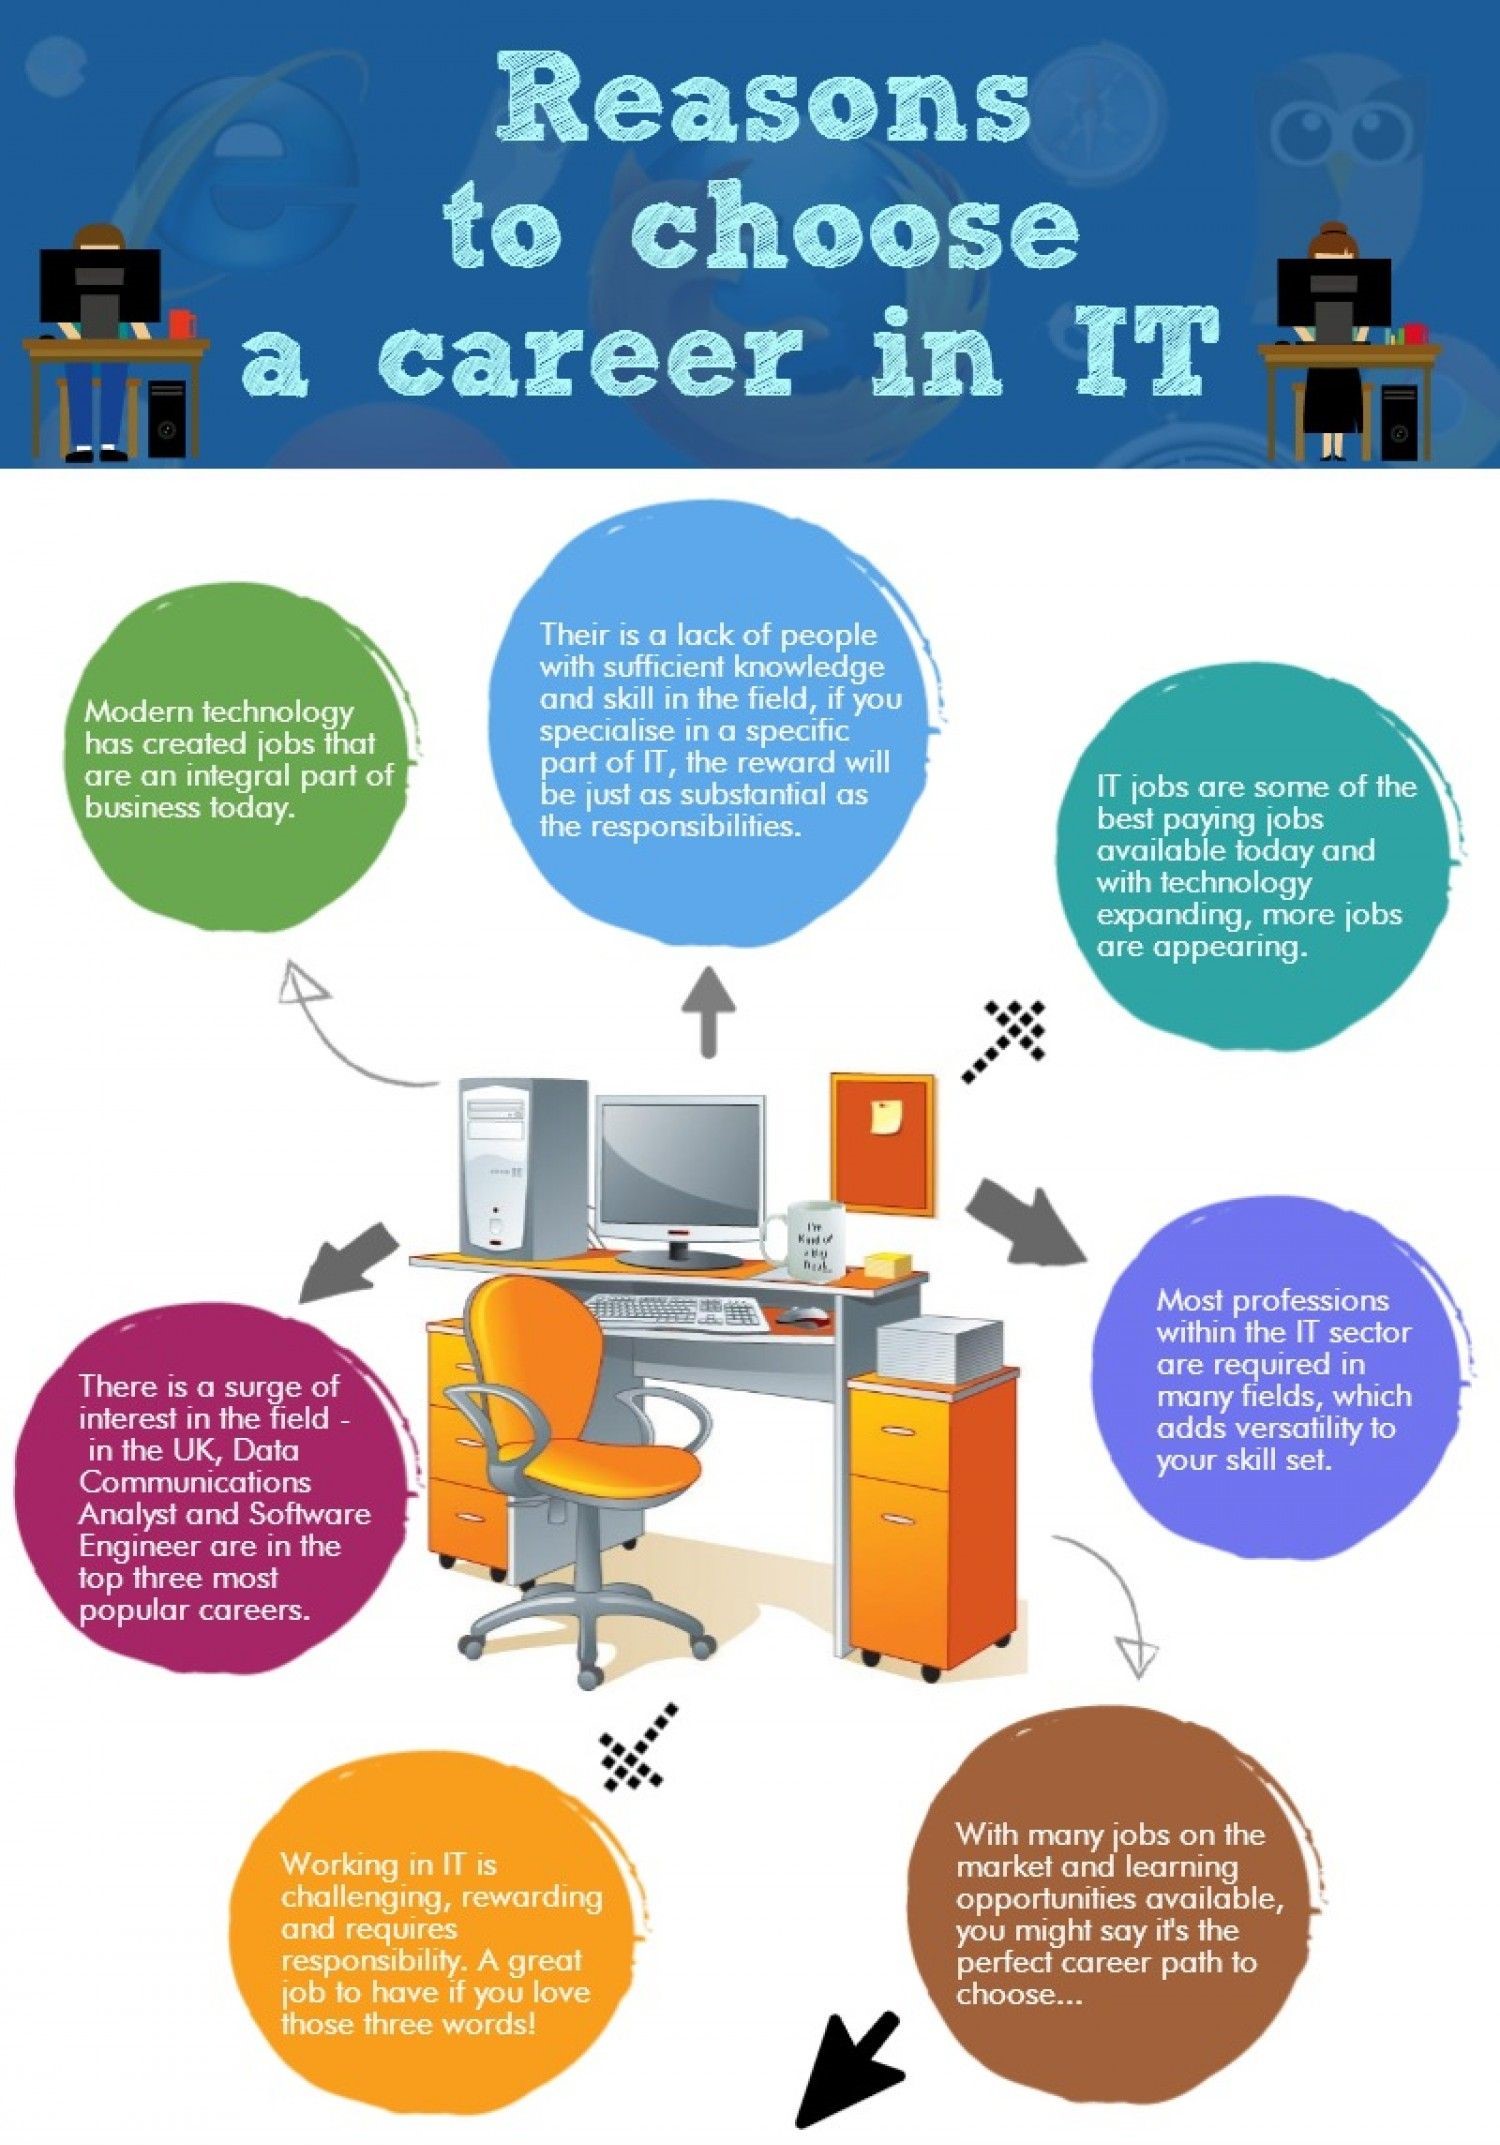 Reasons
to choose
a career in IT
Modern technology
has created jobs that
are an integral part of
business today.
Their is a lack of people
with sufficient knowledge
and skill in the field, if you
specialise in a specific
part of IT, the reward will
be just as substantial as
the responsibilities.
IT jobs are some of the
best paying jobs
available today and
with technology
expanding, more jobs
are appearing.
I'm
Kind of
a Big
Deal.
There is a surge of
interest in the field -
in the UK, Data
Communications
Analyst and Software
Engineer are in the
top three most
popular careers.
Most professions
within the IT sector
are required in
many fields, which
adds versatility to
your skill set.
Working in IT is
challenging, rewarding
and requires
responsibility. A great
job to have if you love
those three words!
With many jobs on the
market and learning
opportunities available,
you might say it's the
perfect career path to
choose...